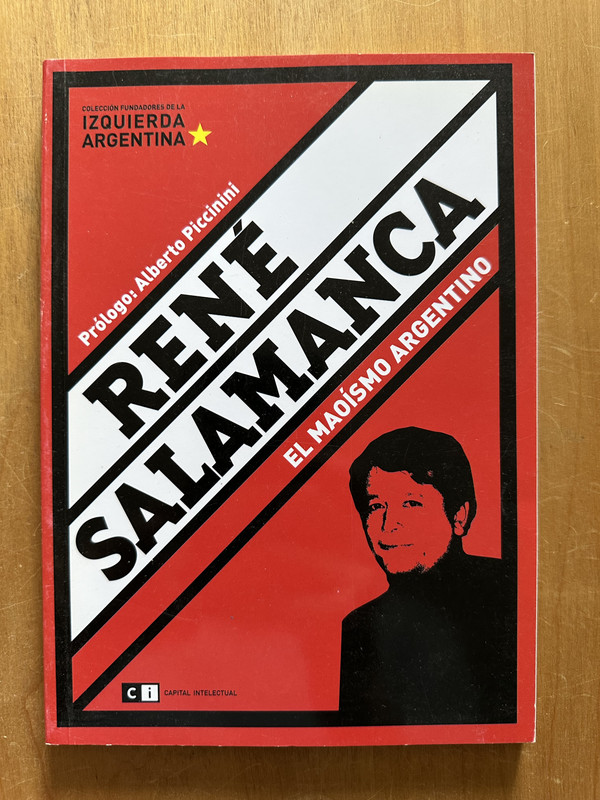 COLECCIÓN FUNDADORES DE LA
IZQUIERDA
ARGENTINA
Prólogo: Alberto Piccinini
RENÉ
SALAMANCA
EL MAOÍSMO ARGENTINO
ci CAPITAL INTELECTUAL